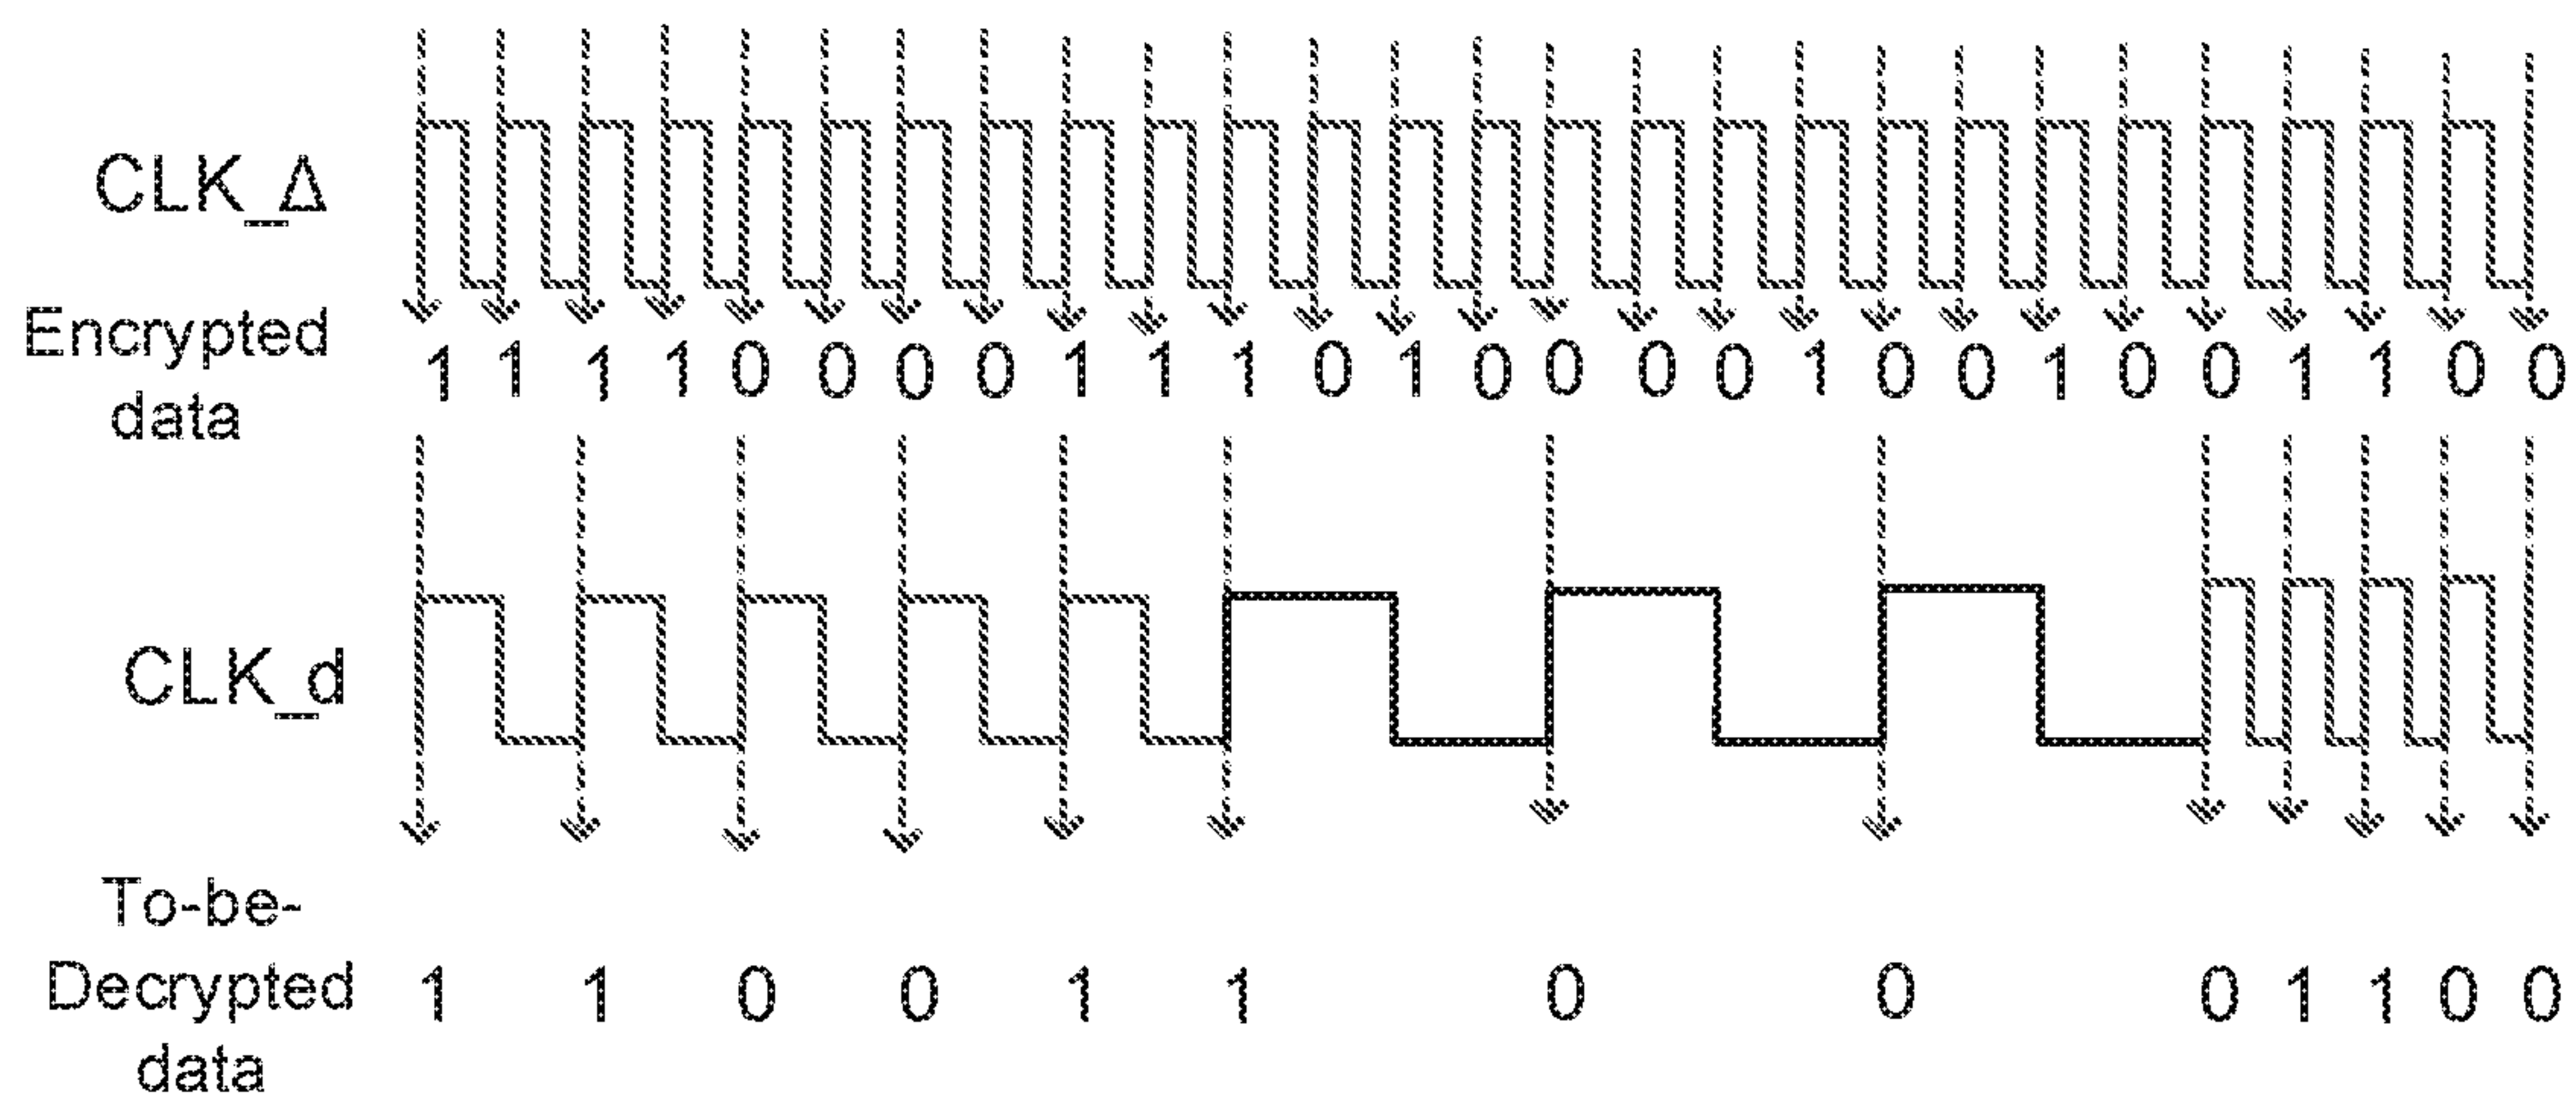 CLK_Δ
Encrypted
data
1 1 1 1 0 0 0 0 1 1 1 0 1 0 0 0 0 1 0 0 1 0 0 1 1 0 0
CLK_d
To-be-
Decrypted
data
1 1 0 0 1 1 0 0 0 1 1 0 0